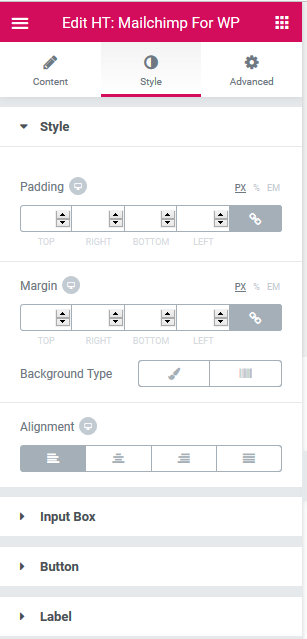 Edit HT: Mailchimp For WP
Content Style Advanced
Style
Padding PX % EM
TOP RIGHT BOTTOM LEFT
Margin PX % EM
TOP RIGHT BOTTOM LEFT
Background Type
Alignment
Input Box
Button
Label